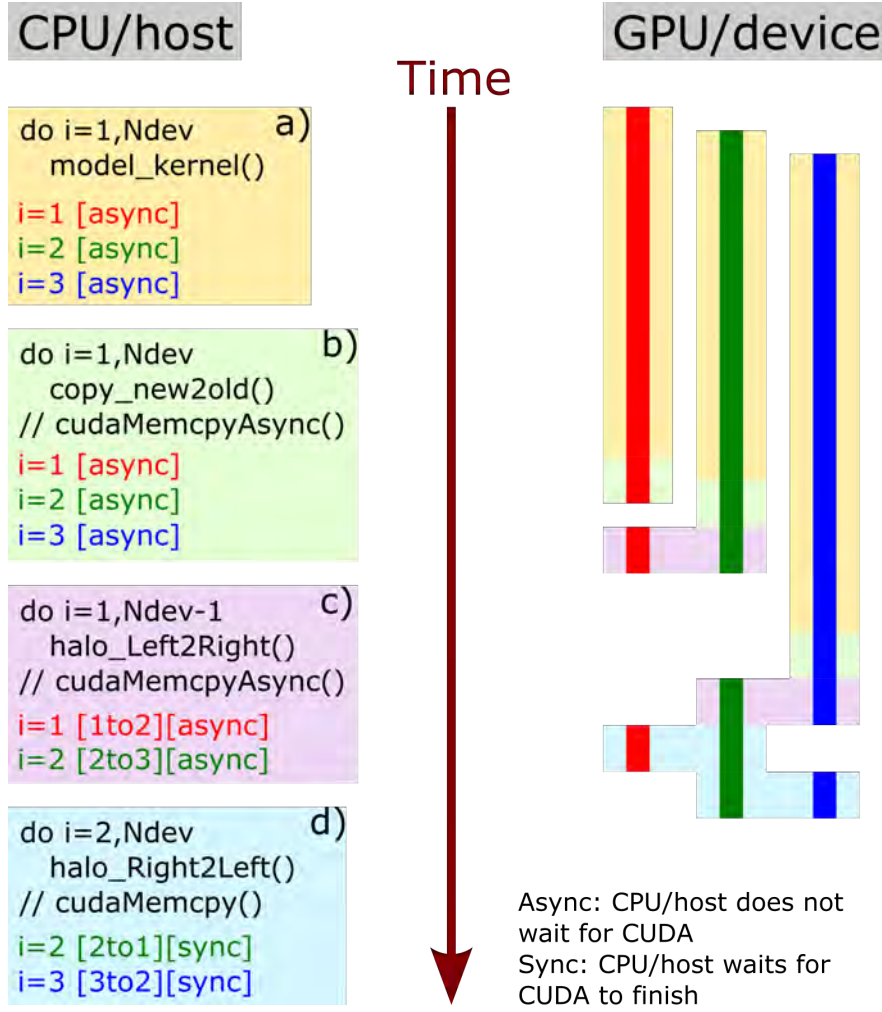 CPU/host
GPU/device
Time
a)
do i=1,Ndev
model_kernel()
i=1 [async]
i=2 [async]
i=3 [async]
b)
do i=1,Ndev
copy_new2old()
// cudaMemcpyAsync()
i=1 [async]
i=2 [async]
i=3 [async]
c)
do i=1,Ndev-1
halo_Left2Right()
// cudaMemcpyAsync()
i=1 [1to2][async]
i=2 [2to3][async]
d)
do i=2,Ndev
halo_Right2Left()
// cudaMemcpy()
i=2 [2to1][sync]
i=3 [3to2][sync]
Async: CPU/host does not
wait for CUDA
Sync: CPU/host waits for
CUDA to finish